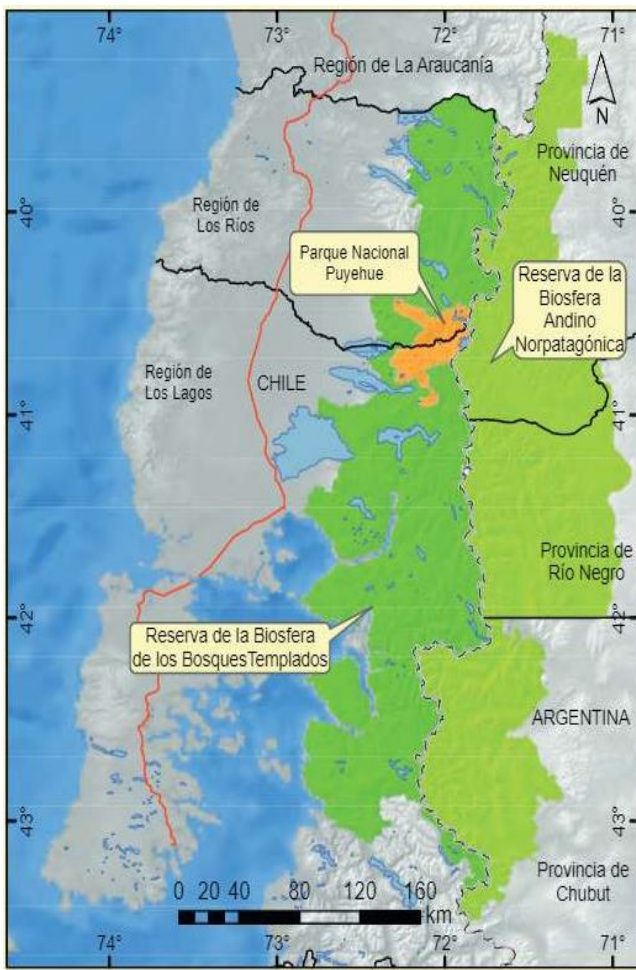 74°
73°
72°
71°
Región de La Araucanía
N
Provincia de
Neuquén
40°
40°
Región de
Los Ríos
Parque Nacional
Puyehue
Reserva de la
Biosfera
Andino
Norpatagónica
Región de
Los Lagos
CHILE
41°
41°
Provincia de
Río Negro
42°
42°
Reserva de la Biosfera
de los BosquesTemplados
ARGENTINA
43°
43°
Provincia de
Chubut
0 20 40 80 120 160
km
74°
73°
72°
71°